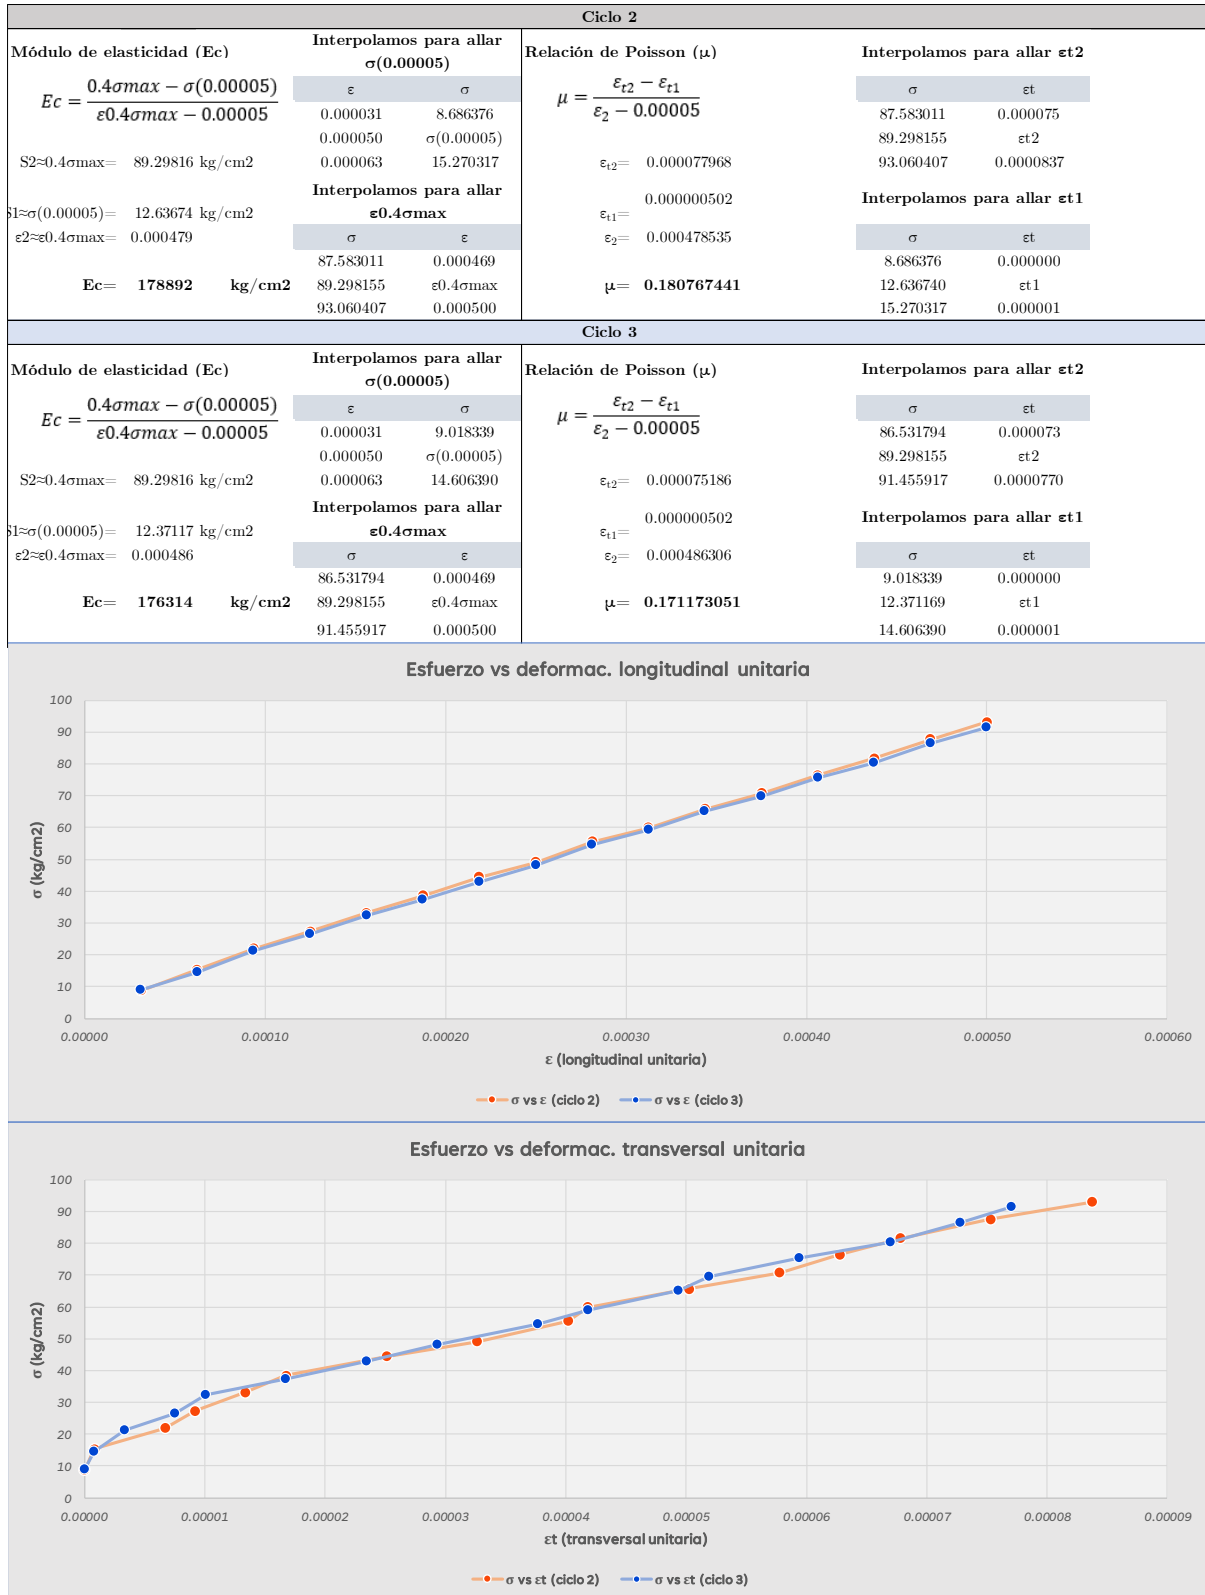 Ciclo 2
Módulo de elasticidad (Ec)
Interpolamos para allar
σ(0.00005)
Ec = (0.4σmax − σ(0.00005)) / (ε0.4σmax − 0.00005)
ε σ
0.000031 8.686376
0.000050 σ(0.00005)
S2≈0.4σmax= 89.29816 kg/cm2
0.000063 15.270317
Interpolamos para allar
ε0.4σmax
S1≈σ(0.00005)= 12.63674 kg/cm2
ε2≈ε0.4σmax= 0.000479
σ ε
87.583011 0.000469
Ec= 178892 kg/cm2
89.298155 ε0.4σmax
93.060407 0.000500
Relación de Poisson (μ)
Interpolamos para allar εt2
μ = (εt2 − εt1) / (ε2 − 0.00005)
σ εt
87.583011 0.000075
89.298155 εt2
εt2= 0.000077968
93.060407 0.0000837
0.000000502
εt1=
Interpolamos para allar εt1
ε2= 0.000478535
σ εt
8.686376 0.000000
μ= 0.180767441
12.636740 εt1
15.270317 0.000001
Ciclo 3
Módulo de elasticidad (Ec)
Interpolamos para allar
σ(0.00005)
Ec = (0.4σmax − σ(0.00005)) / (ε0.4σmax − 0.00005)
ε σ
0.000031 9.018339
0.000050 σ(0.00005)
S2≈0.4σmax= 89.29816 kg/cm2
0.000063 14.606390
Interpolamos para allar
ε0.4σmax
S1≈σ(0.00005)= 12.37117 kg/cm2
ε2≈ε0.4σmax= 0.000486
σ ε
86.531794 0.000469
Ec= 176314 kg/cm2
89.298155 ε0.4σmax
91.455917 0.000500
Relación de Poisson (μ)
Interpolamos para allar εt2
μ = (εt2 − εt1) / (ε2 − 0.00005)
σ εt
86.531794 0.000073
89.298155 εt2
εt2= 0.000075186
91.455917 0.0000770
0.000000502
εt1=
Interpolamos para allar εt1
ε2= 0.000486306
σ εt
9.018339 0.000000
μ= 0.171173051
12.371169 εt1
14.606390 0.000001
Esfuerzo vs deformac. longitudinal unitaria
σ (kg/cm2)
100
90
80
70
60
50
40
30
20
10
0
0.00000 0.00010 0.00020 0.00030 0.00040 0.00050 0.00060
ε (longitudinal unitaria)
σ vs ε (ciclo 2) σ vs ε (ciclo 3)
Esfuerzo vs deformac. transversal unitaria
σ (kg/cm2)
100
90
80
70
60
50
40
30
20
10
0
0.00000 0.00001 0.00002 0.00003 0.00004 0.00005 0.00006 0.00007 0.00008 0.00009
εt (transversal unitaria)
σ vs εt (ciclo 2) σ vs εt (ciclo 3)